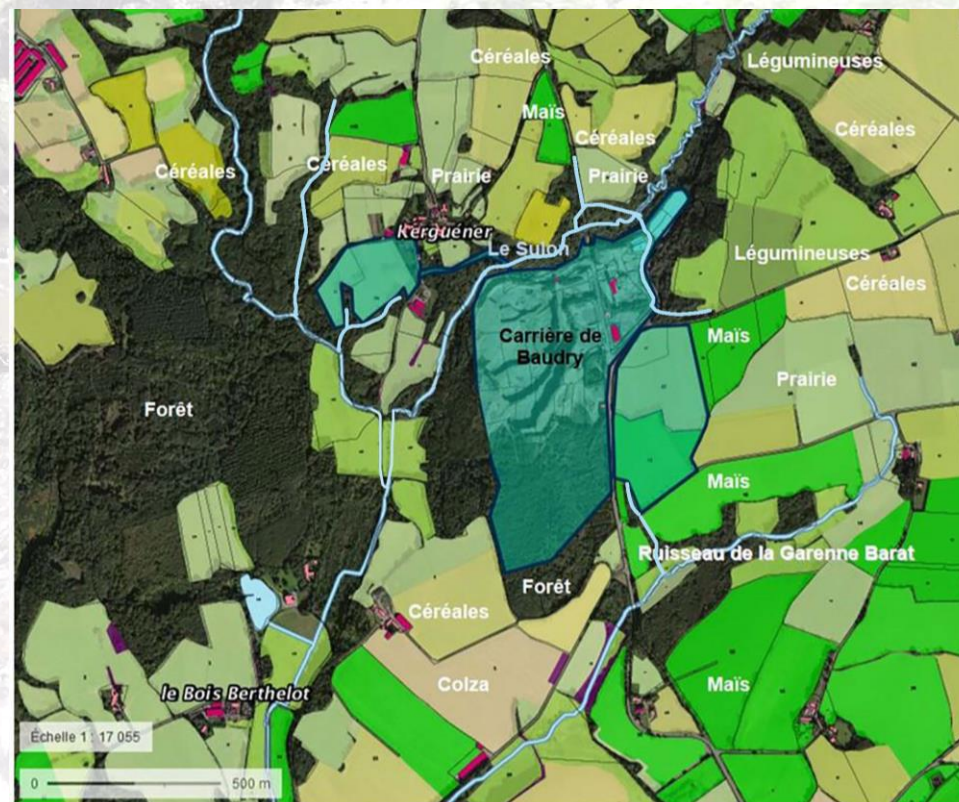 Céréales
Légumineuses
Maïs
Céréales
Céréales
Céréales
Céréales
Prairie
Prairie
Kerguéner
Le Sulon
Légumineuses
Céréales
Carrière de
Baudry
Maïs
Prairie
Forêt
Maïs
Ruisseau de la Garenne Barat
Forêt
Céréales
Colza
Maïs
le Bois Berthelot
Échelle 1 : 17 055
0 500 m